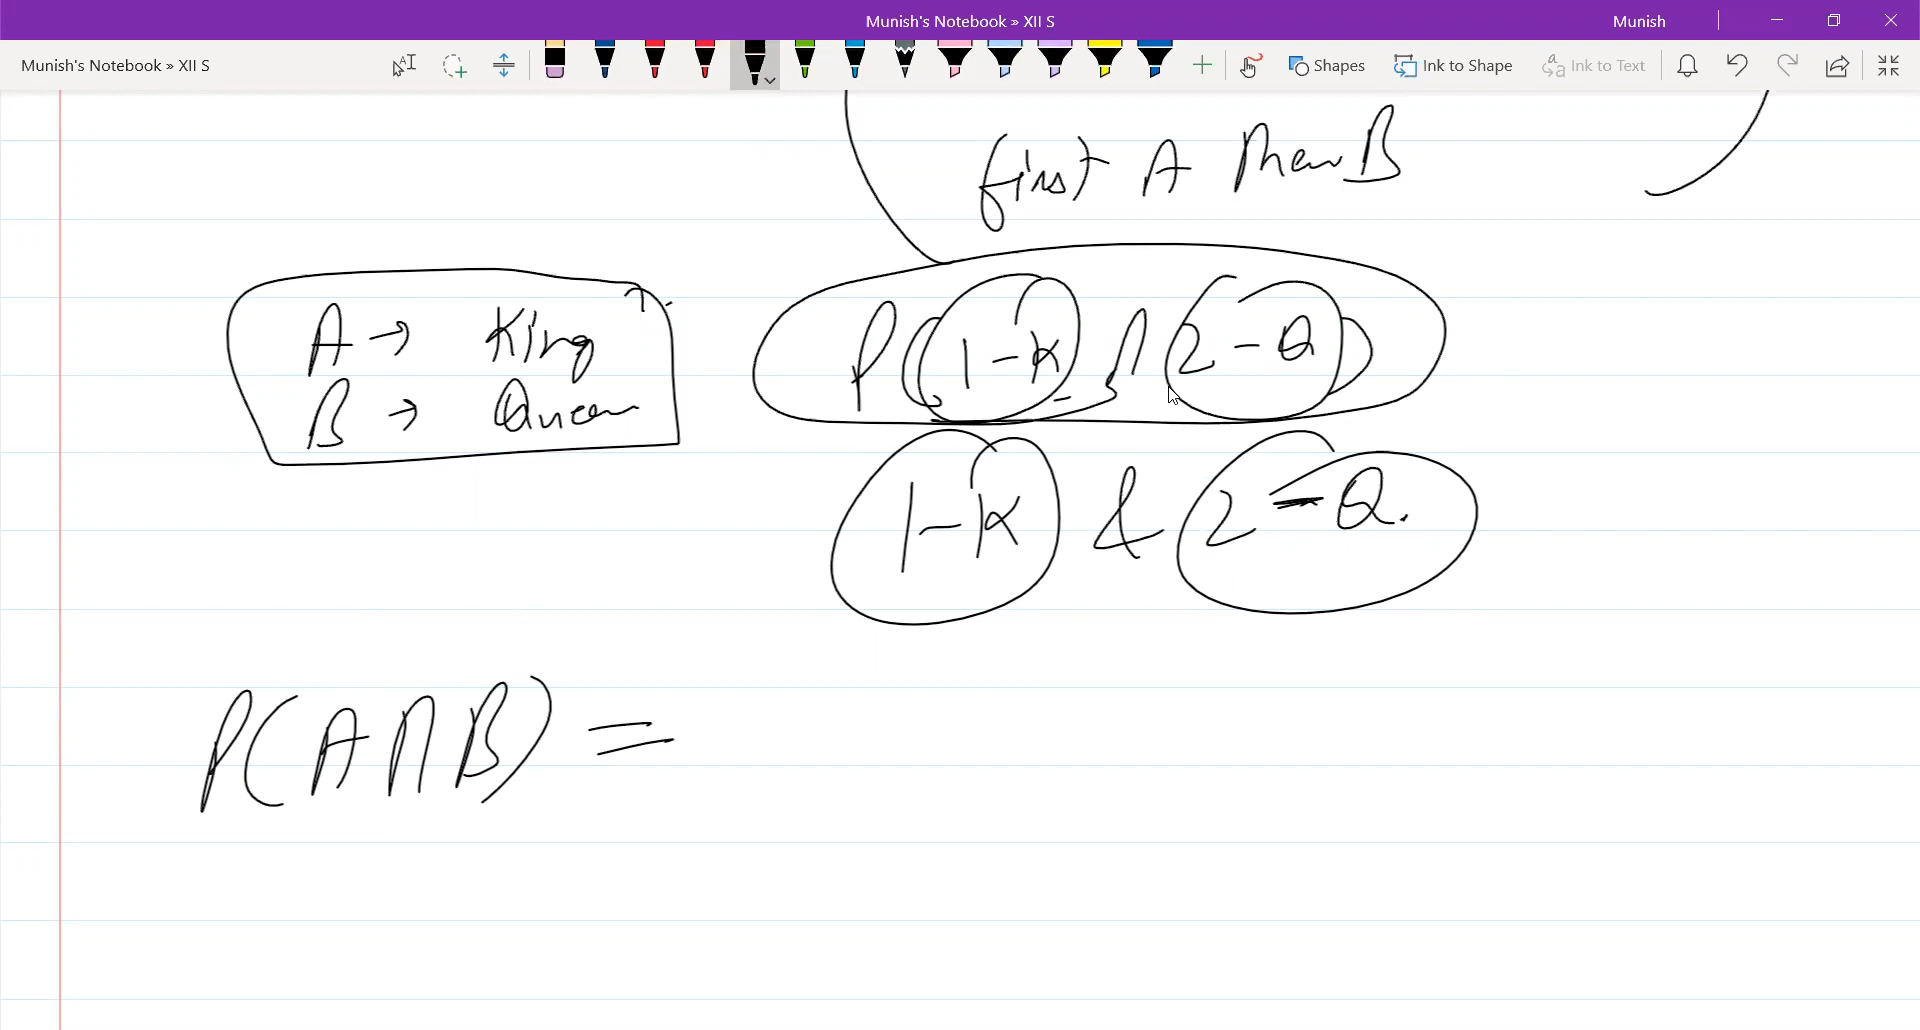 Munish's Notebook » XII S
Munish
Munish's Notebook » XII S
Shapes
Ink to Shape
Ink to Text
first A then B
A → King
B → Queen
P(1-K ∩ 2-Q)
1-K & 2-Q.
P(A∩B) =